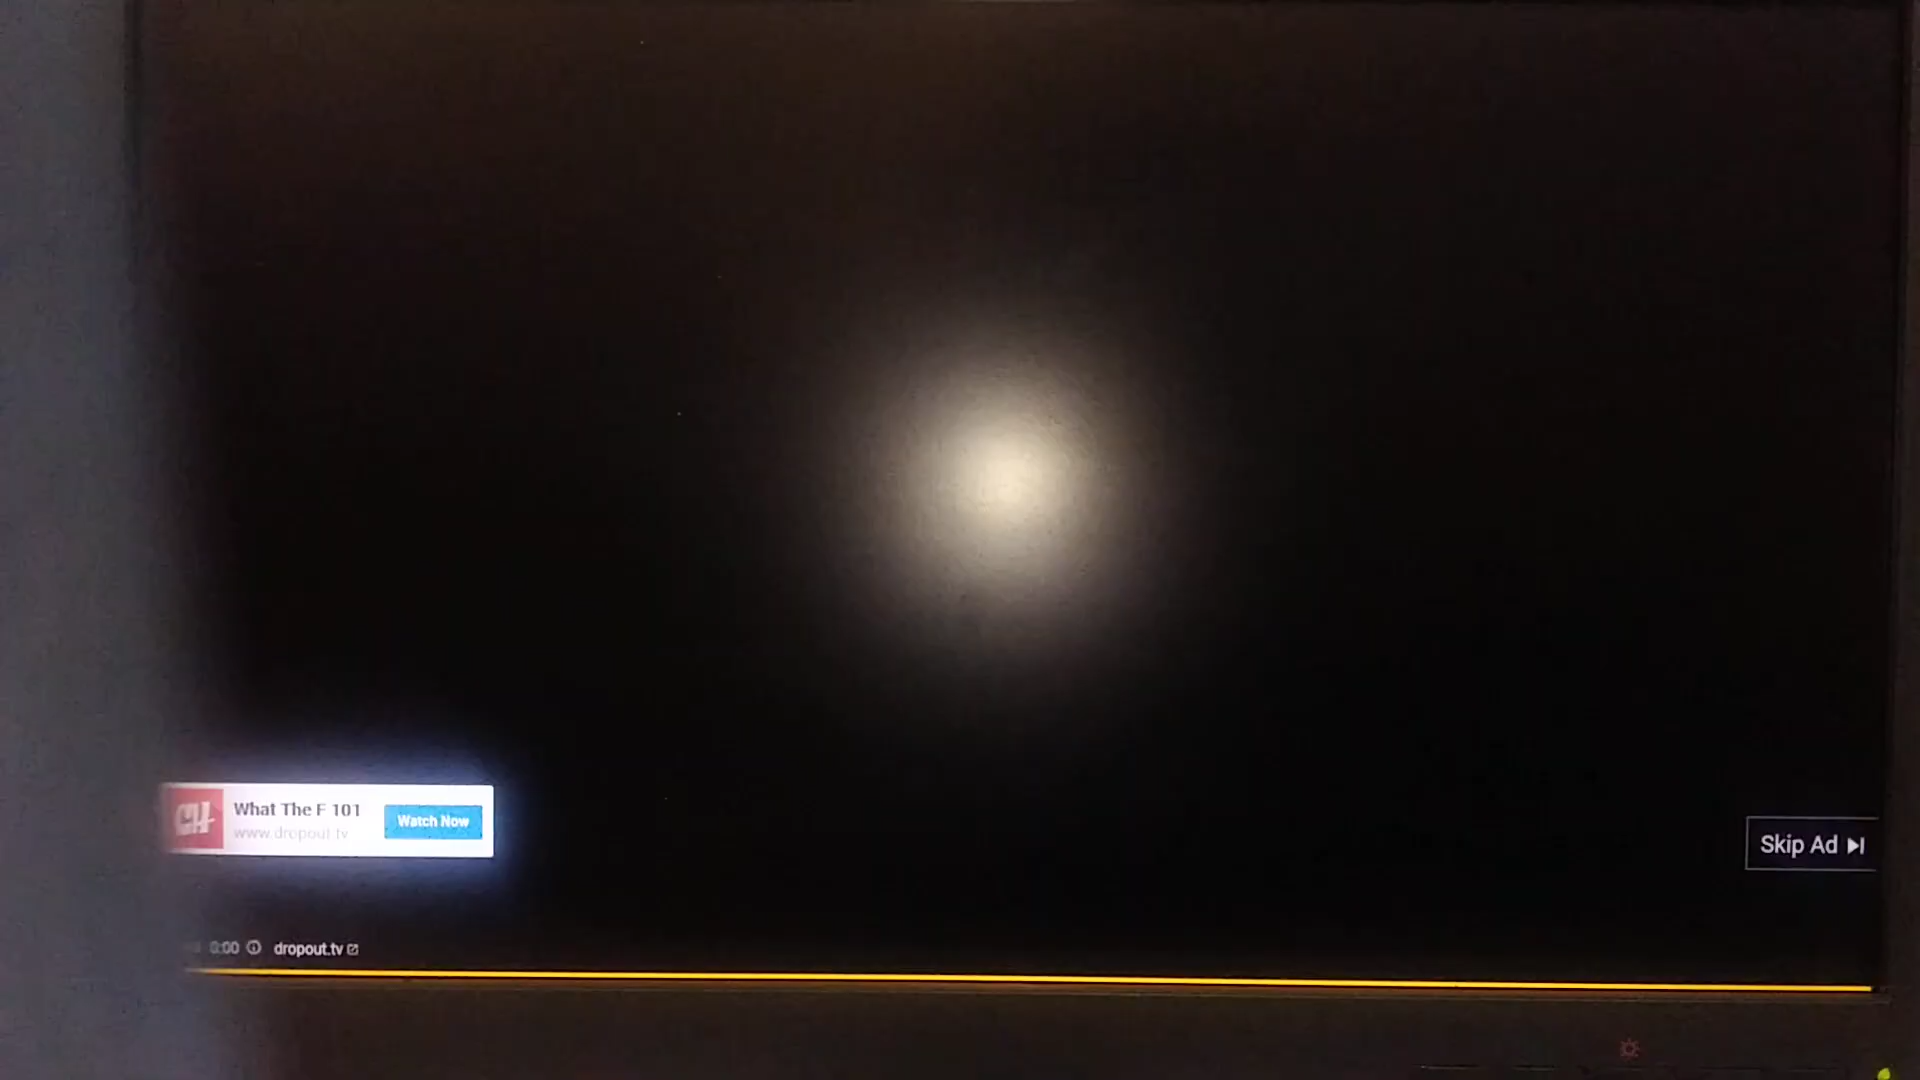 CH
What The F 101
www.dropout.tv
Watch Now
Skip Ad
0:00
dropout.tv